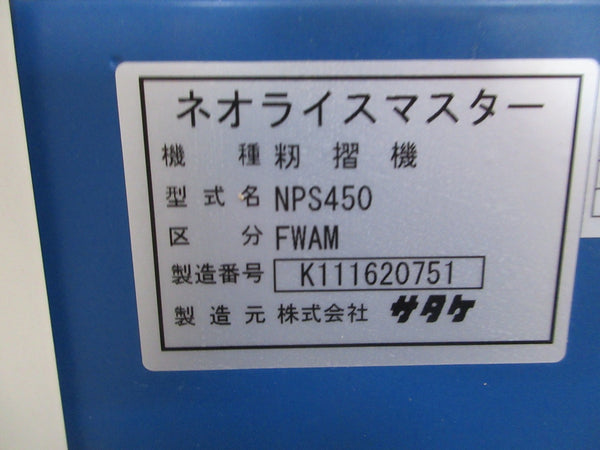 ネオライスマスター
機種 籾摺機
型式名 NPS450
区分 FWAM
製造番号 K111620751
製造元 株式会社 サタケ